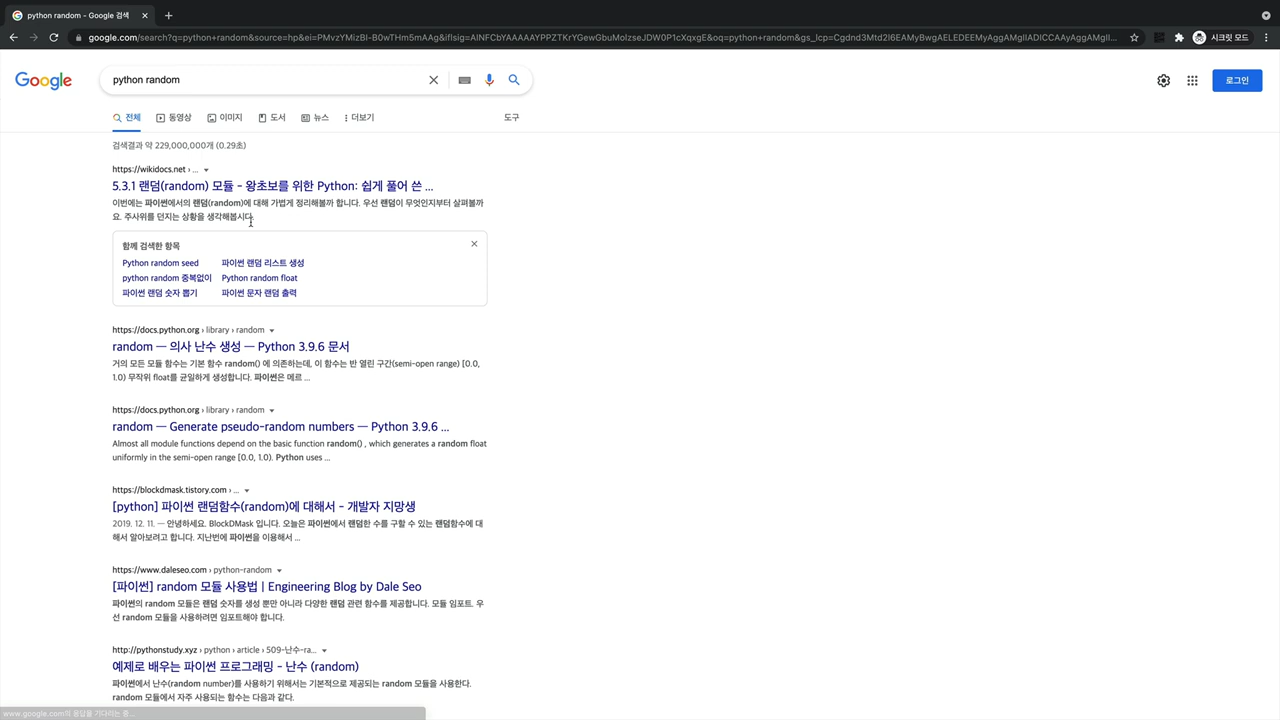 python random - Google 검색
google.com/search?q=python+random&source=hp&ei=PMvzYMizBI-B0wTHm5mAAg&iflsig=AINFCbYAAAAAYPPZTKrYGewGbuMolzseJDW0P1cXqxgE&oq=python+random&gs_lcp=Cgdnd3Mtd2l6EAMyBwgAELEDEEMyAggAMgIIADICCAAyAggAMgII...
시크릿 모드
Google
python random
로그인
전체 동영상 이미지 도서 뉴스 더보기 도구
검색결과 약 229,000,000개 (0.29초)
https://wikidocs.net › ...
5.3.1 랜덤(random) 모듈 - 왕초보를 위한 Python: 쉽게 풀어 쓴 ...
이번에는 파이썬에서의 랜덤(random)에 대해 가볍게 정리해볼까 합니다. 우선 랜덤이 무엇인지부터 살펴볼까
요. 주사위를 던지는 상황을 생각해봅시다.
함께 검색한 항목
Python random seed 파이썬 랜덤 리스트 생성
python random 중복없이 Python random float
파이썬 랜덤 숫자 뽑기 파이썬 문자 랜덤 출력
https://docs.python.org › library › random
random — 의사 난수 생성 — Python 3.9.6 문서
거의 모든 모듈 함수는 기본 함수 random() 에 의존하는데, 이 함수는 반 열린 구간(semi-open range) [0.0,
1.0) 무작위 float를 균일하게 생성합니다. 파이썬은 메르 ...
https://docs.python.org › library › random
random — Generate pseudo-random numbers — Python 3.9.6 ...
Almost all module functions depend on the basic function random() , which generates a random float
uniformly in the semi-open range [0.0, 1.0). Python uses ...
https://blockdmask.tistory.com › ...
[python] 파이썬 랜덤함수(random)에 대해서 - 개발자 지망생
2019. 12. 11. — 안녕하세요. BlockDMask 입니다. 오늘은 파이썬에서 랜덤한 수를 구할 수 있는 랜덤함수에 대
해서 알아보려고 합니다. 지난번에 파이썬을 이용해서 ...
https://www.daleseo.com › python-random
[파이썬] random 모듈 사용법 | Engineering Blog by Dale Seo
파이썬의 random 모듈은 랜덤 숫자를 생성 뿐만 아니라 다양한 랜덤 관련 함수를 제공합니다. 모듈 임포트. 우
선 random 모듈을 사용하려면 임포트해야 합니다.
http://pythonstudy.xyz › python › article › 509-난수-ra...
예제로 배우는 파이썬 프로그래밍 - 난수 (random)
파이썬에서 난수(random number)를 사용하기 위해서는 기본적으로 제공되는 random 모듈을 사용한다.
random 모듈에서 자주 사용되는 함수는 다음과 같다.
www.google.com의 응답을 기다리는 중...